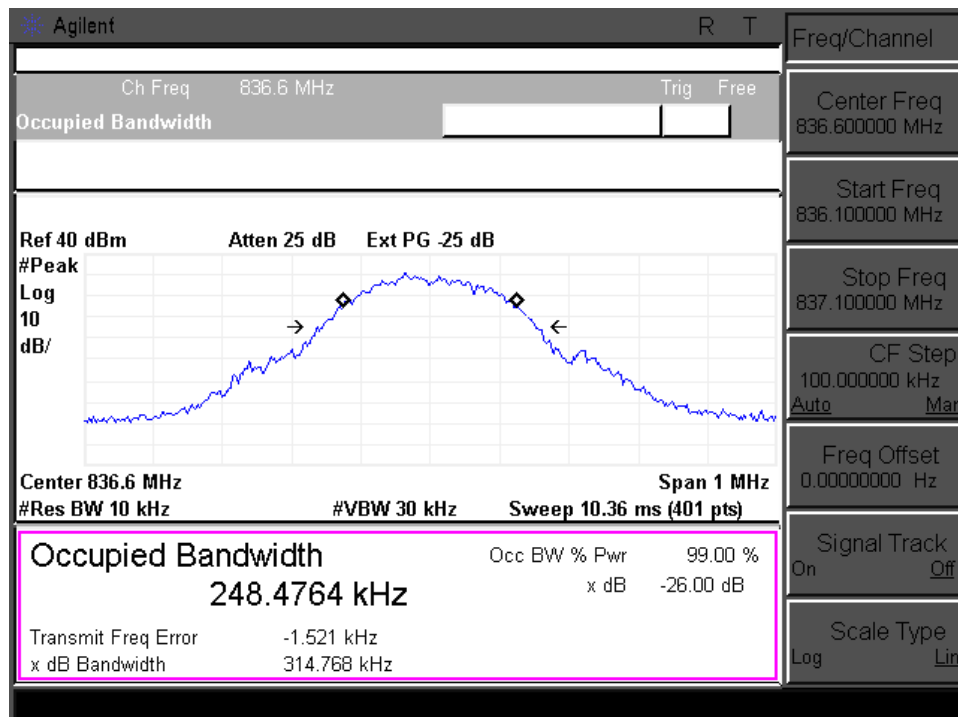 Agilent R T
Freq/Channel
Ch Freq 836.6 MHz Trig Free
Occupied Bandwidth
Center Freq
836.600000 MHz
Start Freq
836.100000 MHz
Ref 40 dBm Atten 25 dB Ext PG -25 dB
#Peak
Log
10
dB/
Stop Freq
837.100000 MHz
CF Step
100.000000 kHz
Auto Man
Freq Offset
0.00000000 Hz
Center 836.6 MHz Span 1 MHz
#Res BW 10 kHz #VBW 30 kHz Sweep 10.36 ms (401 pts)
Occupied Bandwidth Occ BW % Pwr 99.00 %
248.4764 kHz x dB -26.00 dB
Transmit Freq Error -1.521 kHz
x dB Bandwidth 314.768 kHz
Signal Track
On Off
Scale Type
Log Lin